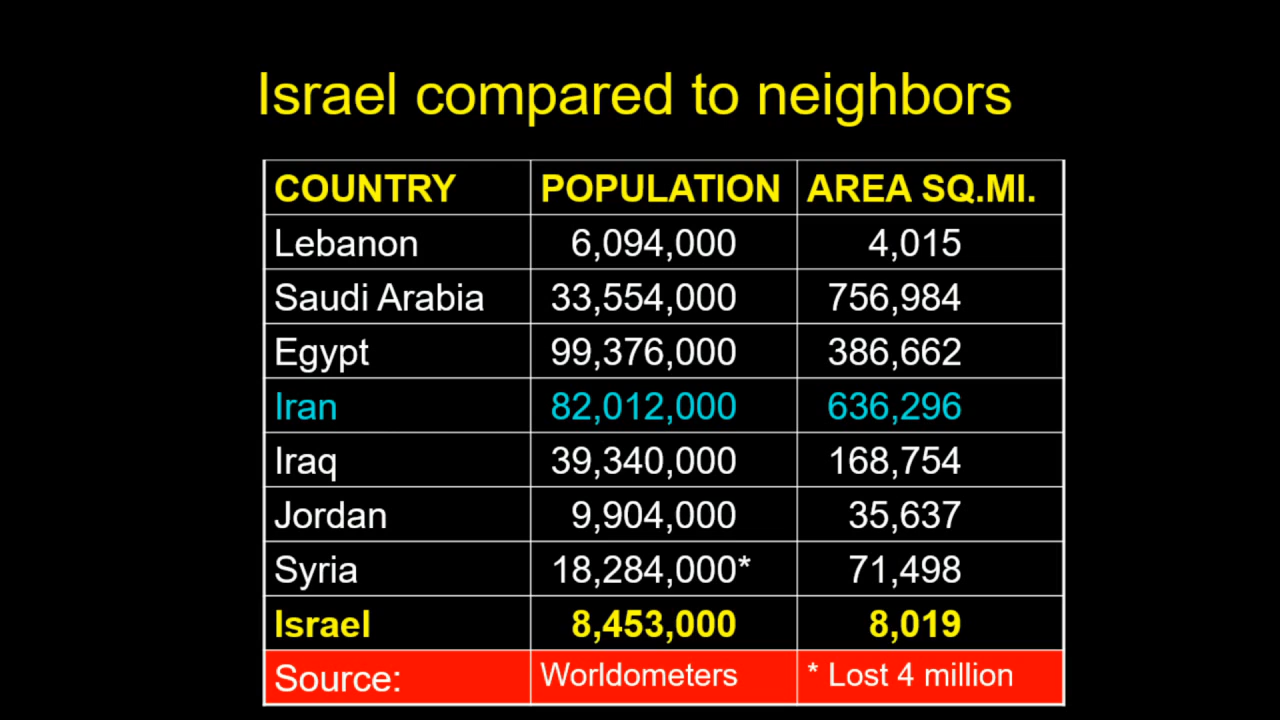 Israel compared to neighbors
COUNTRY POPULATION AREA SQ.MI.
Lebanon 6,094,000 4,015
Saudi Arabia 33,554,000 756,984
Egypt 99,376,000 386,662
Iran 82,012,000 636,296
Iraq 39,340,000 168,754
Jordan 9,904,000 35,637
Syria 18,284,000* 71,498
Israel 8,453,000 8,019
Source: Worldometers * Lost 4 million